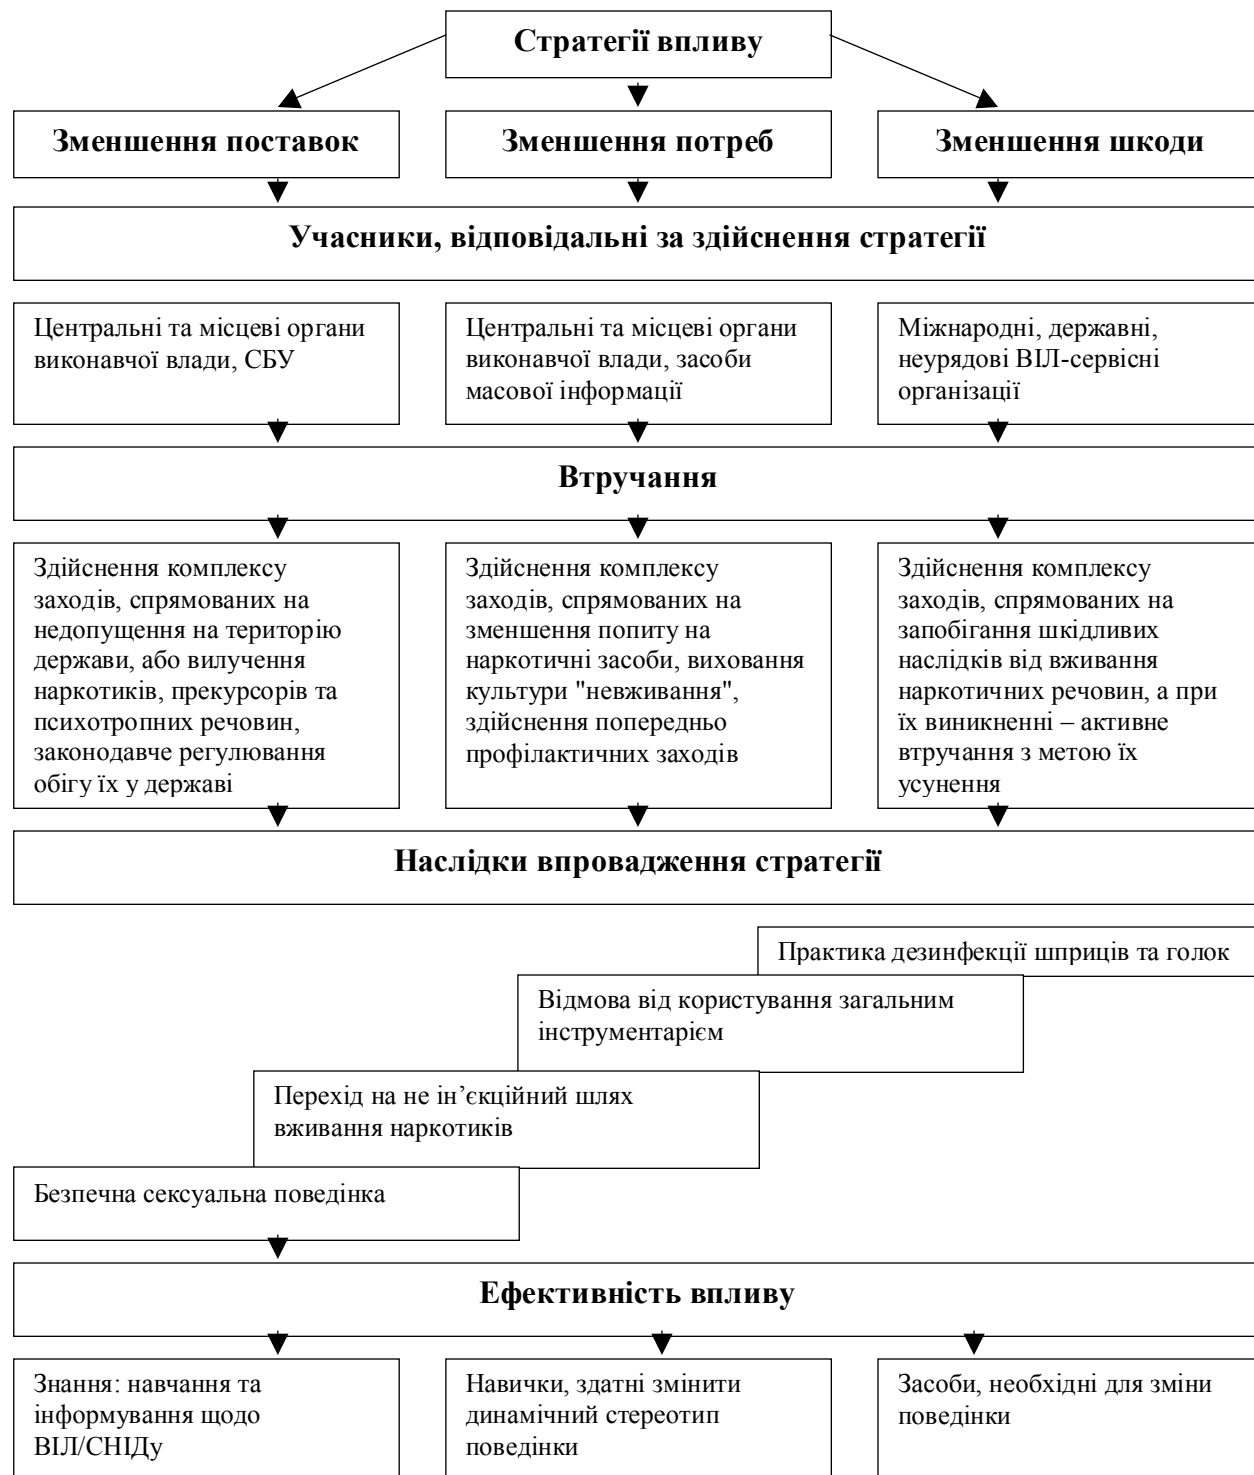 Стратегії впливу
Зменшення поставок
Зменшення потреб
Зменшення шкоди
Учасники, відповідальні за здійснення стратегії
Центральні та місцеві органи
виконавчої влади, СБУ
Центральні та місцеві органи
виконавчої влади, засоби
масової інформації
Міжнародні, державні,
неурядові ВІЛ-сервісні
організації
Втручання
Здійснення комплексу
заходів, спрямованих на
недопущення на територію
держави, або вилучення
наркотиків, прекурсорів та
психотропних речовин,
законодавче регулювання
обігу їх у державі
Здійснення комплексу
заходів, спрямованих на
зменшення попиту на
наркотичні засоби, виховання
культури "невживання",
здійснення попередньо
профілактичних заходів
Здійснення комплексу
заходів, спрямованих на
запобігання шкідливих
наслідків від вживання
наркотичних речовин, а при
їх виникненні – активне
втручання з метою їх
усунення
Наслідки впровадження стратегії
Практика дезинфекції шприців та голок
Відмова від користування загальним
інструментарієм
Перехід на не ін’єкційний шлях
вживання наркотиків
Безпечна сексуальна поведінка
Ефективність впливу
Знання: навчання та
інформування щодо
ВІЛ/СНІДу
Навички, здатні змінити
динамічний стереотип
поведінки
Засоби, необхідні для зміни
поведінки